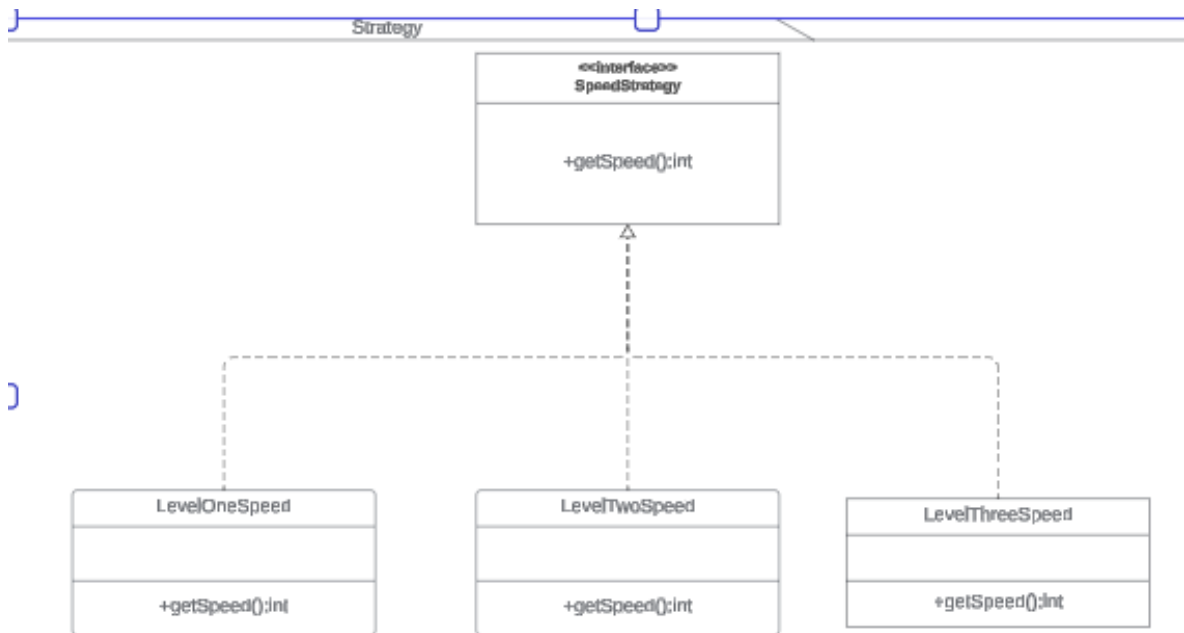 Strategy
<<interface>>
SpeedStrategy
+getSpeed();int
LevelOneSpeed
LevelTwoSpeed
LevelThreeSpeed
+getSpeed();int
+getSpeed();int
+getSpeed();int